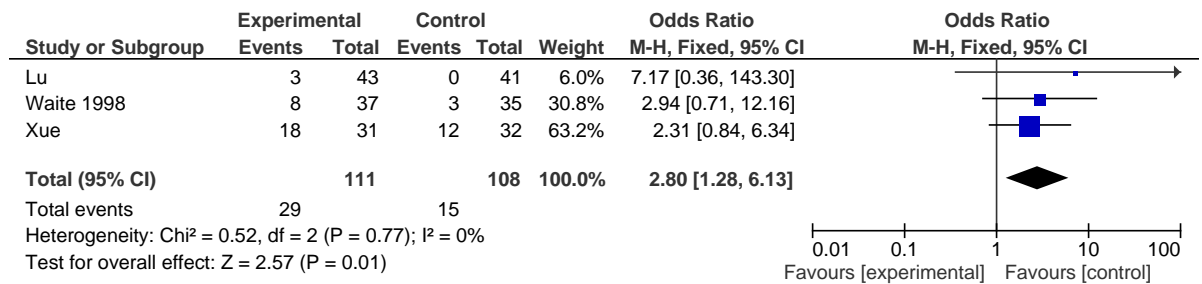 Experimental Control Odds Ratio Odds Ratio
Study or Subgroup Events Total Events Total Weight M-H, Fixed, 95% CI M-H, Fixed, 95% CI
Lu 3 43 0 41 6.0% 7.17 [0.36, 143.30]
Waite 1998 8 37 3 35 30.8% 2.94 [0.71, 12.16]
Xue 18 31 12 32 63.2% 2.31 [0.84, 6.34]
Total (95% CI) 111 108 100.0% 2.80 [1.28, 6.13]
Total events 29 15
Heterogeneity: Chi² = 0.52, df = 2 (P = 0.77); I² = 0%
Test for overall effect: Z = 2.57 (P = 0.01)
0.01 0.1 1 10 100
Favours [experimental] Favours [control]